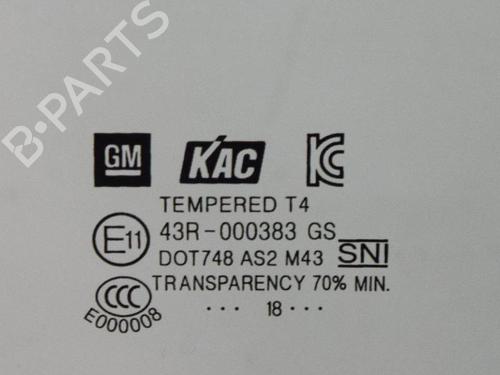 B-PARTS
GM KAC KC
TEMPERED T4
E11 43R-000383 GS
DOT748 AS2 M43 SNI
CCC TRANSPARENCY 70% MIN.
E000008
··· 18 ···